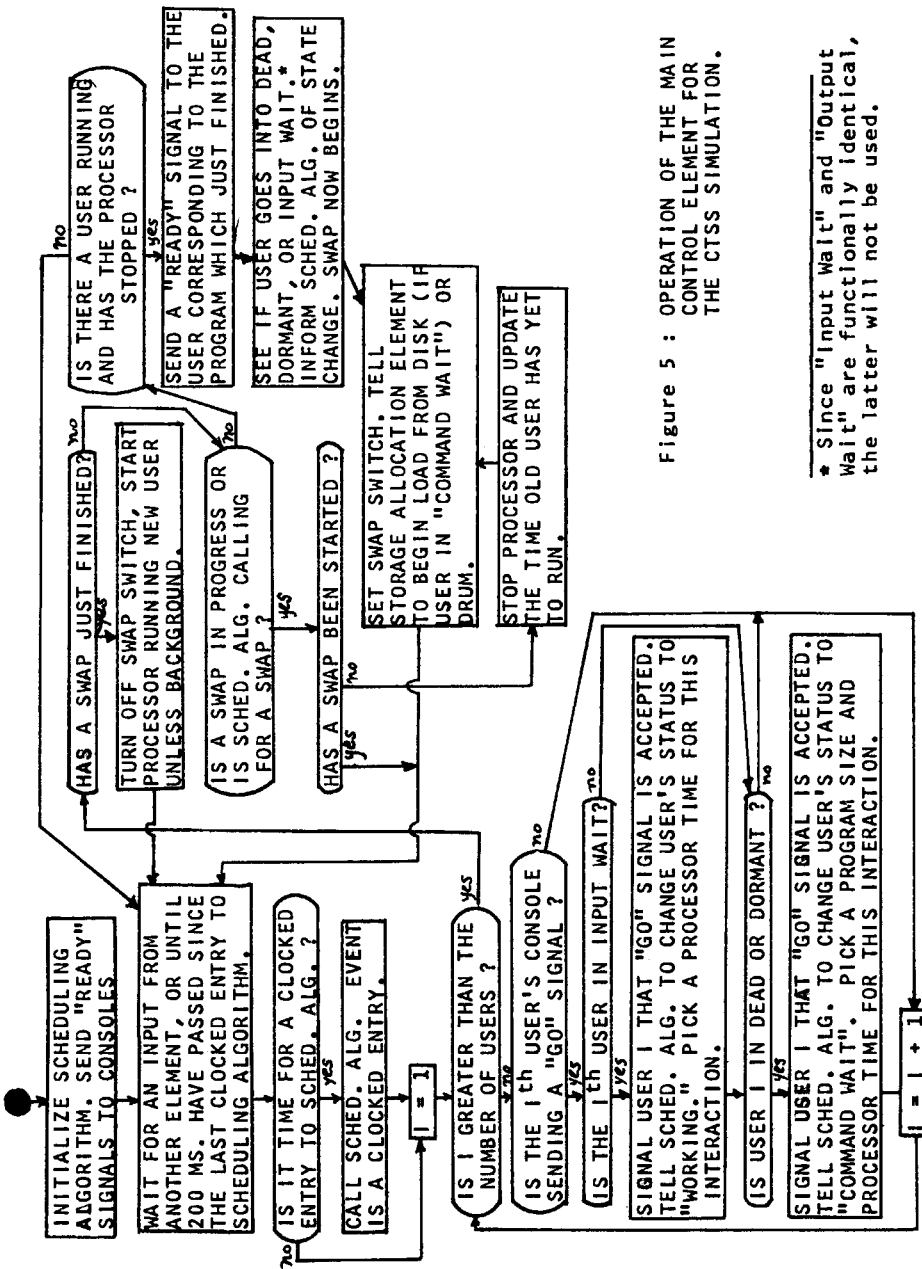 INITIALIZE SCHEDULING
ALGORITHM. SEND "READY"
SIGNALS TO CONSOLES
WAIT FOR AN INPUT FROM
ANOTHER ELEMENT, OR UNTIL
200 MS. HAVE PASSED SINCE
THE LAST CLOCKED ENTRY TO
SCHEDULING ALGORITHM.
IS IT TIME FOR A CLOCKED
ENTRY TO SCHED. ALG. ?
no
yes
CALL SCHED. ALG. EVENT
IS A CLOCKED ENTRY.
I = 1
IS I GREATER THAN THE
NUMBER OF USERS ?
yes
no
IS THE I th USER'S CONSOLE
SENDING A "GO" SIGNAL ?
no
yes
IS THE I th USER IN INPUT WAIT?
no
yes
SIGNAL USER I THAT "GO" SIGNAL IS ACCEPTED.
TELL SCHED. ALG. TO CHANGE USER'S STATUS TO
"WORKING." PICK A PROCESSOR TIME FOR THIS
INTERACTION.
IS USER I IN DEAD OR DORMANT ?
no
yes
SIGNAL USER I THAT "GO" SIGNAL IS ACCEPTED.
TELL SCHED. ALG. TO CHANGE USER'S STATUS TO
"COMMAND WAIT". PICK A PROGRAM SIZE AND
PROCESSOR TIME FOR THIS INTERACTION.
I = I + 1
HAS A SWAP JUST FINISHED?
no
yes
TURN OFF SWAP SWITCH, START
PROCESSOR RUNNING NEW USER
UNLESS BACKGROUND.
IS A SWAP IN PROGRESS OR
IS SCHED. ALG. CALLING
FOR A SWAP ?
no
yes
HAS A SWAP BEEN STARTED ?
no
yes
IS THERE A USER RUNNING
AND HAS THE PROCESSOR
STOPPED ?
no
yes
SEND A "READY" SIGNAL TO THE
USER CORRESPONDING TO THE
PROGRAM WHICH JUST FINISHED.
SEE IF USER GOES INTO DEAD,
DORMANT, OR INPUT WAIT.*
INFORM SCHED. ALG. OF STATE
CHANGE. SWAP NOW BEGINS.
SET SWAP SWITCH. TELL
STORAGE ALLOCATION ELEMENT
TO BEGIN LOAD FROM DISK (IF
USER IN "COMMAND WAIT") OR
DRUM.
STOP PROCESSOR AND UPDATE
THE TIME OLD USER HAS YET
TO RUN.
Figure 5 : OPERATION OF THE MAIN
CONTROL ELEMENT FOR
THE CTSS SIMULATION.
* Since "Input Wait" and "Output
Wait" are functionally identical,
the latter will not be used.